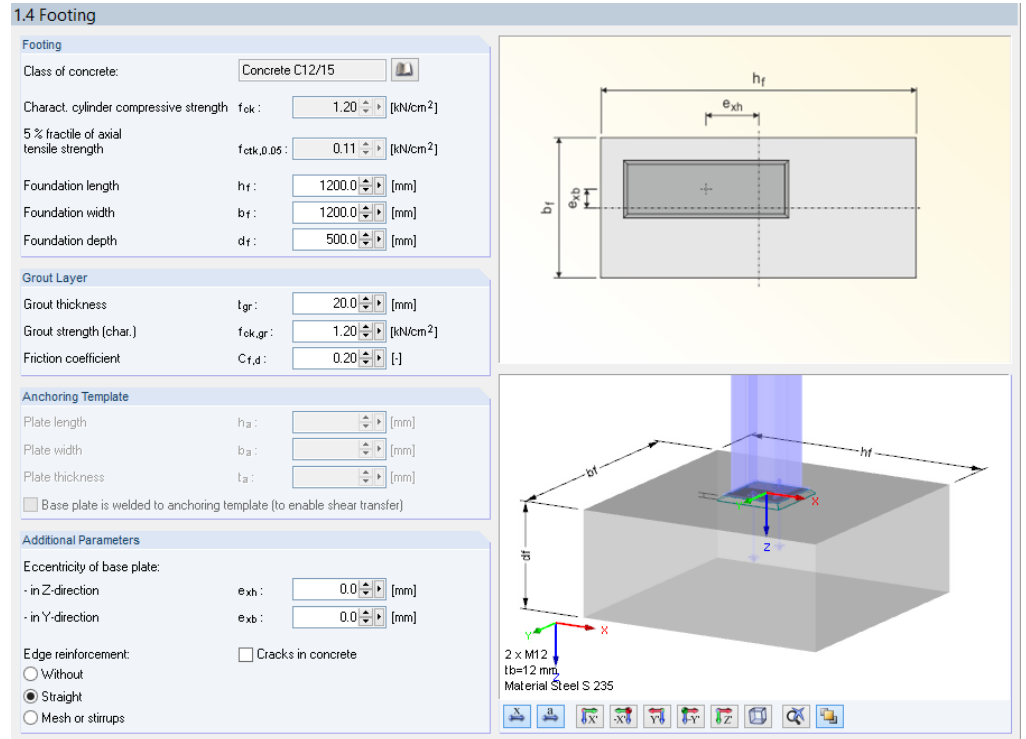 1.4 Footing
Footing
Class of concrete: Concrete C12/15
Charact. cylinder compressive strength fck : 1.20 [kN/cm2]
5 % fractile of axial
tensile strength fctk,0.05 : 0.11 [kN/cm2]
Foundation length hf : 1200.0 [mm]
Foundation width bf : 1200.0 [mm]
Foundation depth df : 500.0 [mm]
Grout Layer
Grout thickness tgr : 20.0 [mm]
Grout strength (char.) fck,gr : 1.20 [kN/cm2]
Friction coefficient Cf,d : 0.20 [-]
Anchoring Template
Plate length ha : [mm]
Plate width ba : [mm]
Plate thickness ta : [mm]
Base plate is welded to anchoring template (to enable shear transfer)
Additional Parameters
Eccentricity of base plate:
- in Z-direction exh : 0.0 [mm]
- in Y-direction exb : 0.0 [mm]
Edge reinforcement: Cracks in concrete
Without
Straight
Mesh or stirrups
hf
exh
bf
exb
bf
hf
df
Y
X
Z
Y
X
Z
2 x M12
tb=12 mm
Material Steel S 235
x
a
X'
-X'
Y'
-Y'
Z'